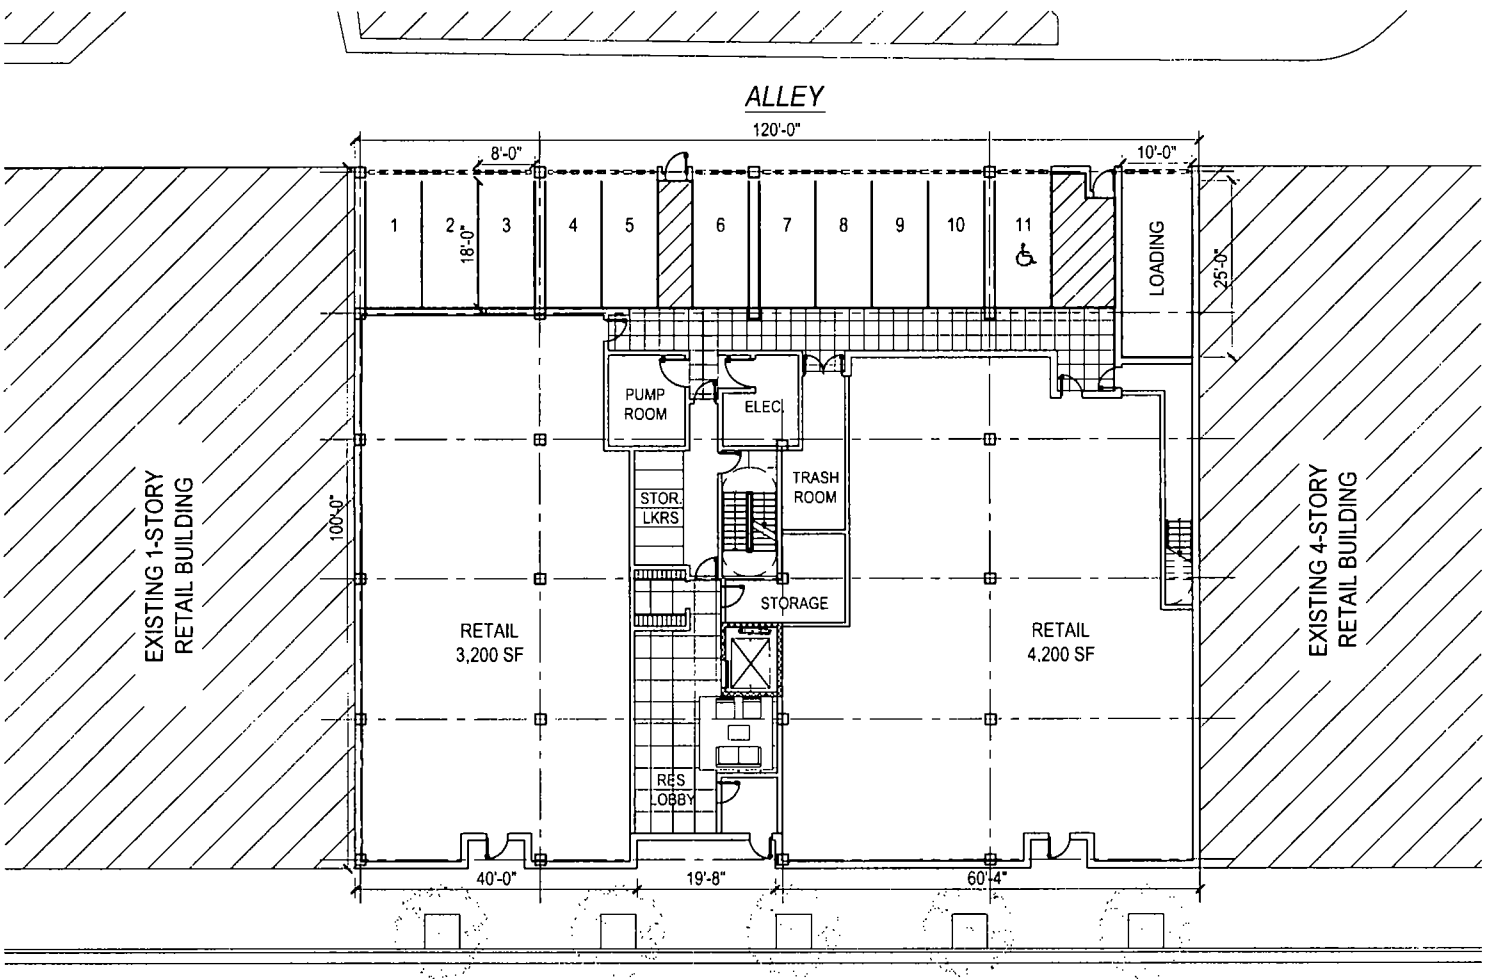 ALLEY
120'-0"
8'-0"
10'-0"
1
2
3
4
5
6
7
8
9
10
11
18'-0"
LOADING
25'-0"
PUMP
ROOM
ELEC.
TRASH
ROOM
STOR.
LKRS
STORAGE
100'-0"
EXISTING 1-STORY
RETAIL BUILDING
EXISTING 4-STORY
RETAIL BUILDING
RETAIL
3,200 SF
RETAIL
4,200 SF
RES
LOBBY
40'-0"
19'-8"
60'-4"